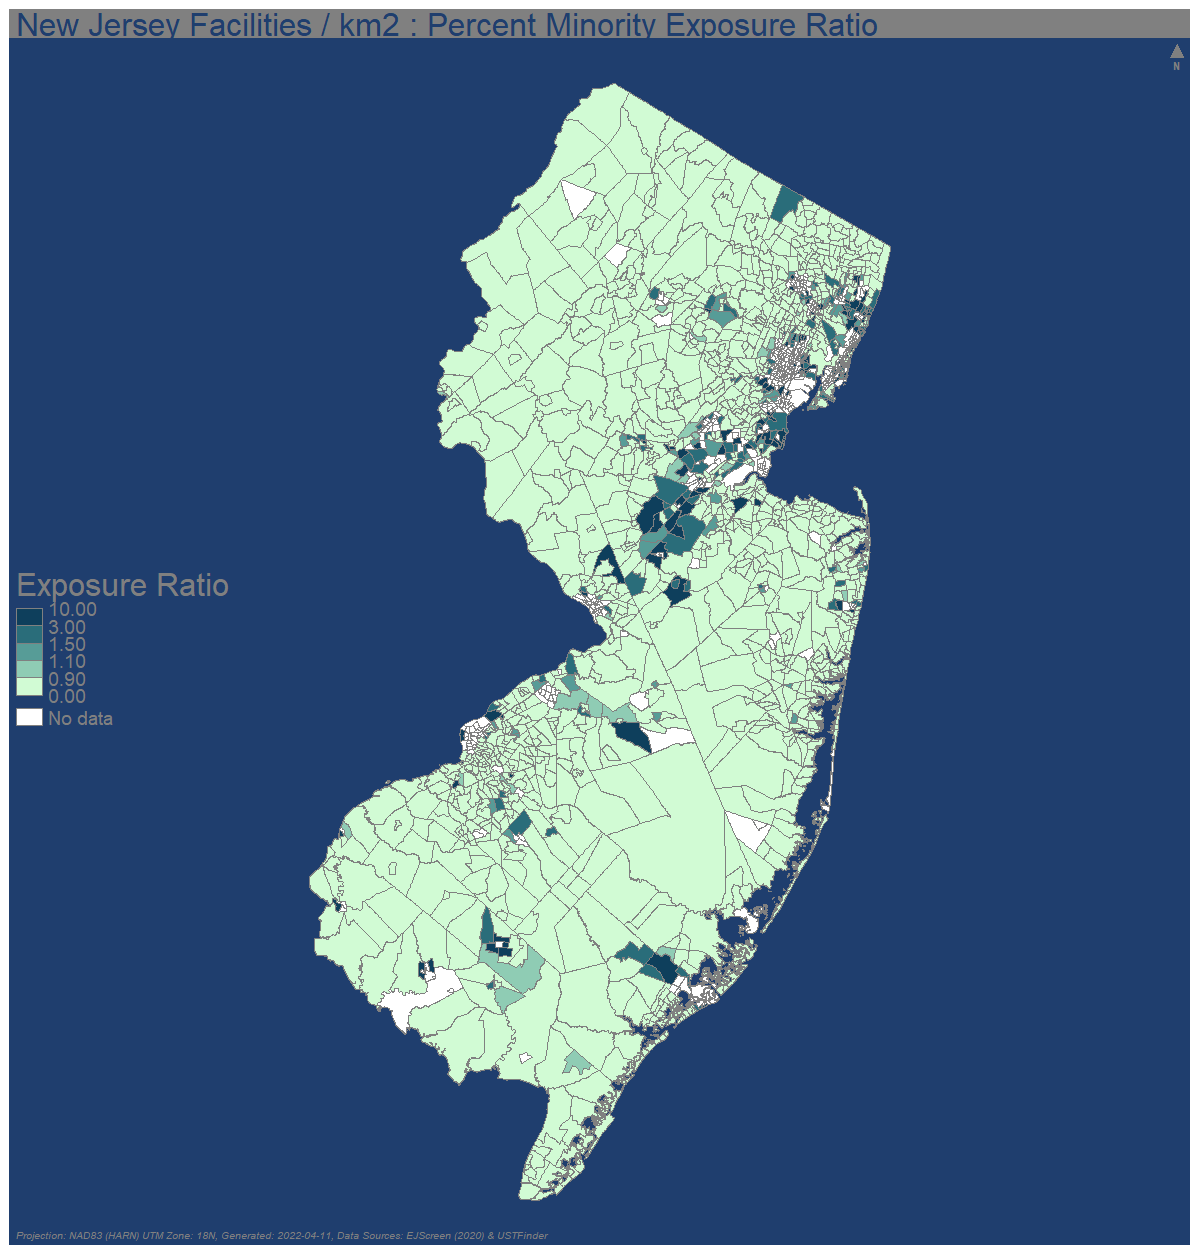 New Jersey Facilities / km2 : Percent Minority Exposure Ratio
N
Exposure Ratio
10.00
3.00
1.50
1.10
0.90
0.00
No data
Projection: NAD83 (HARN) UTM Zone: 18N, Generated: 2022-04-11, Data Sources: EJScreen (2020) & USTFinder